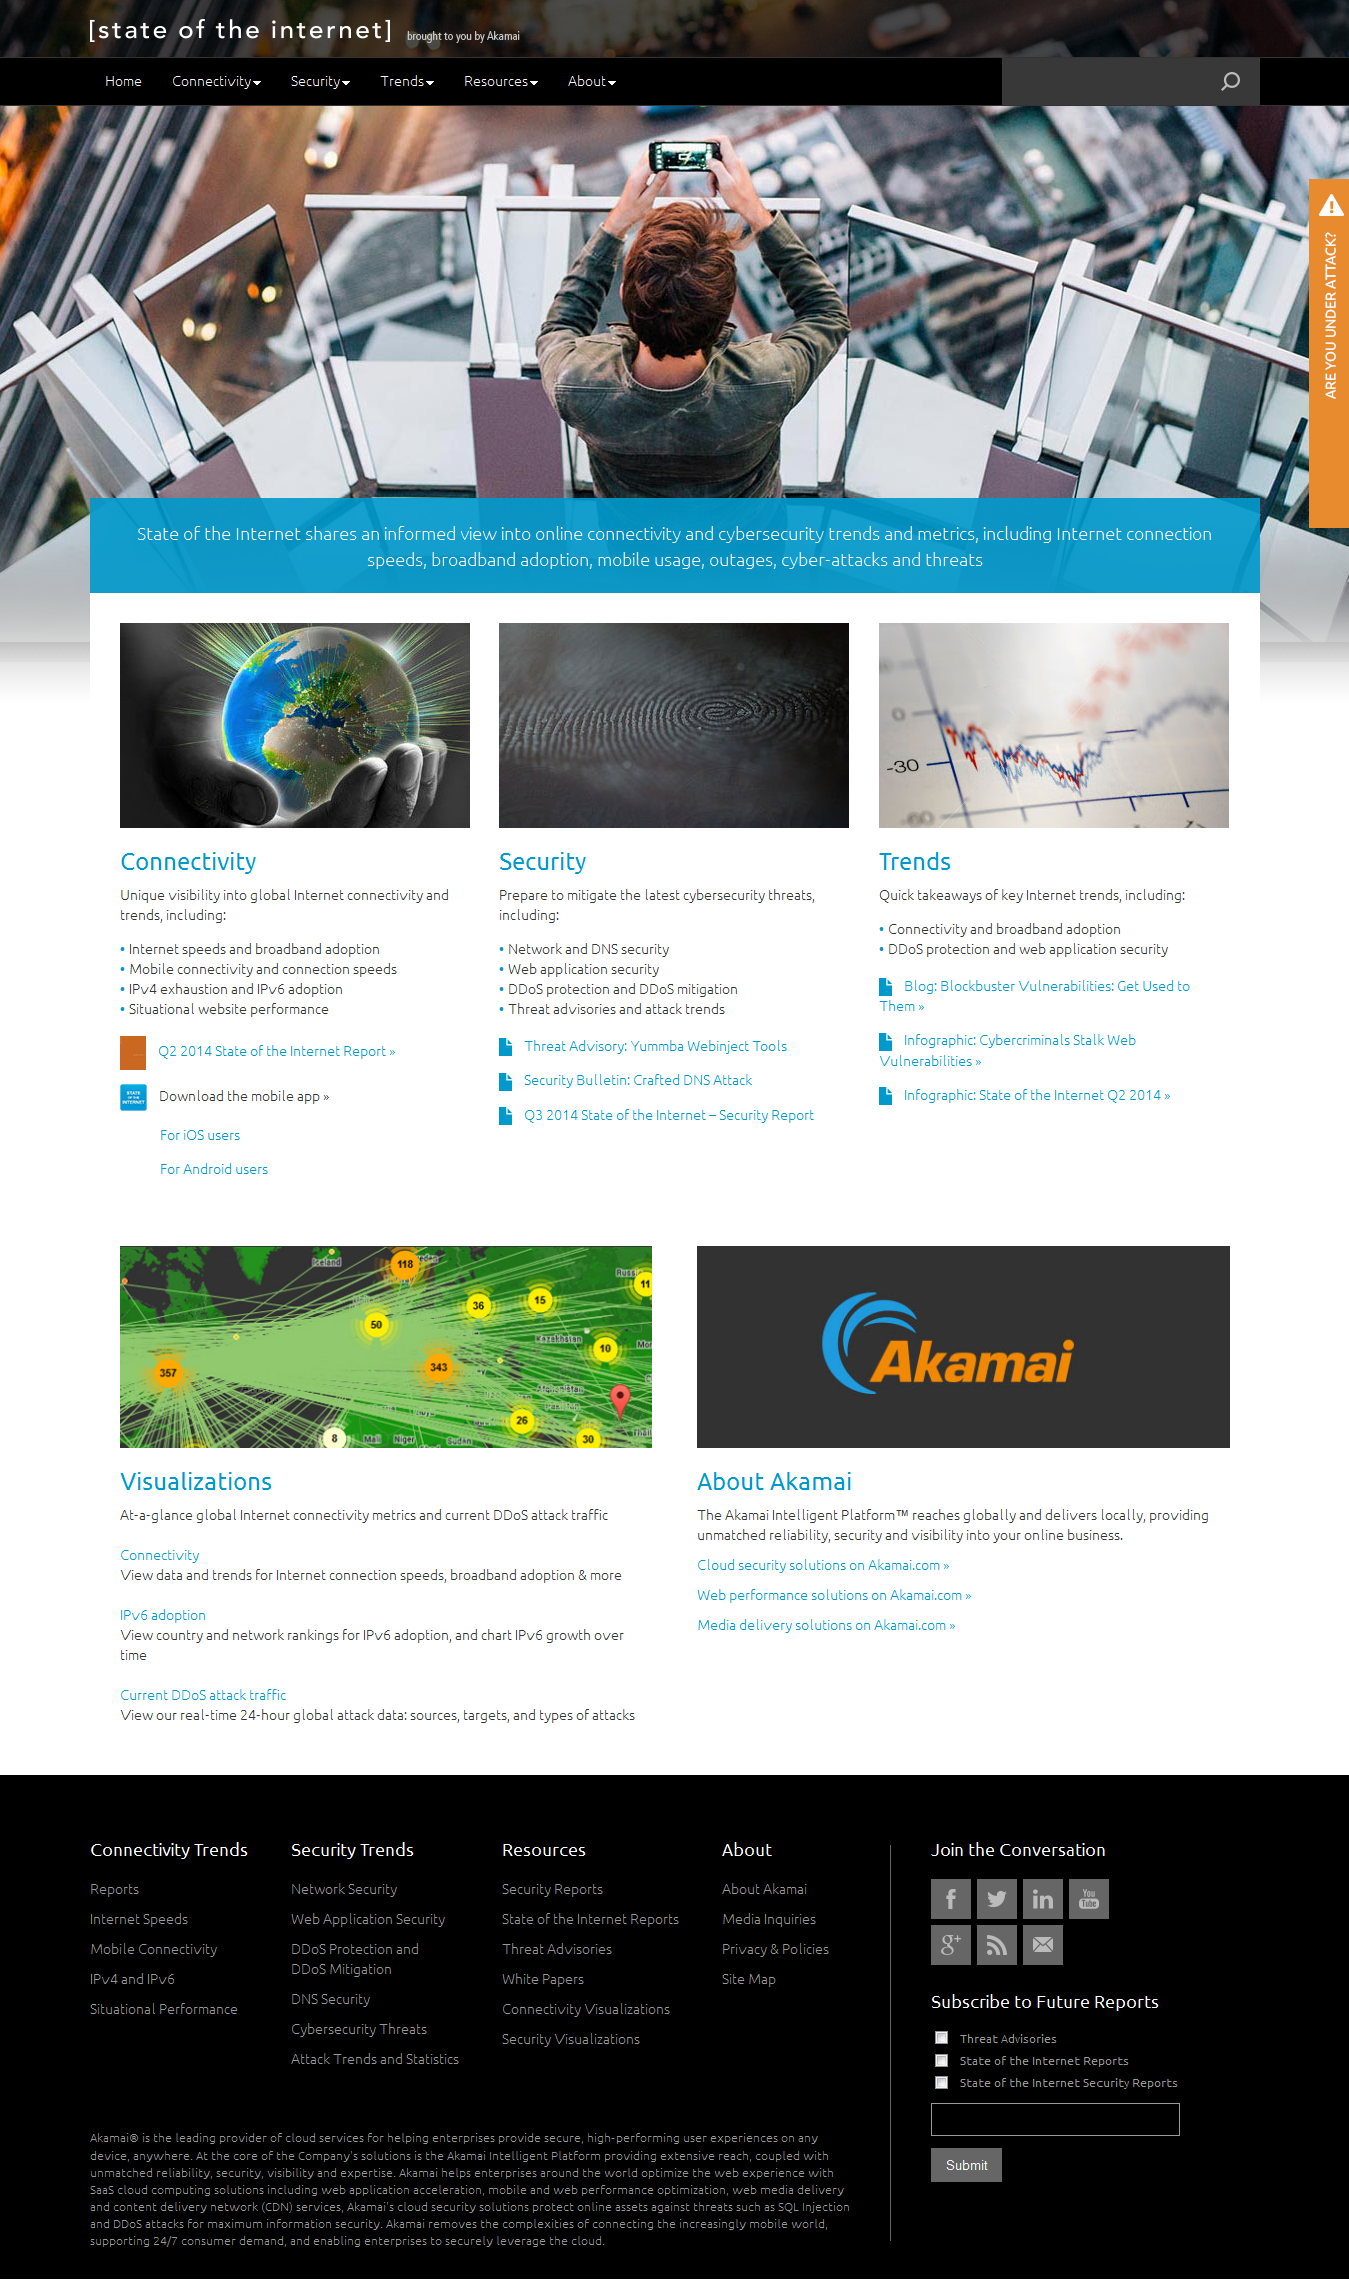 [state of the internet] brought to you by Akamai
Home Connectivity Security Trends Resources About
ARE YOU UNDER ATTACK?
State of the Internet shares an informed view into online connectivity and cybersecurity trends and metrics, including Internet connection
speeds, broadband adoption, mobile usage, outages, cyber-attacks and threats
Connectivity
Unique visibility into global Internet connectivity and
trends, including:
• Internet speeds and broadband adoption
• Mobile connectivity and connection speeds
• IPv4 exhaustion and IPv6 adoption
• Situational website performance
Q2 2014 State of the Internet Report »
STATE
OF THE
INTERNET
Download the mobile app »
For iOS users
For Android users
Security
Prepare to mitigate the latest cybersecurity threats,
including:
• Network and DNS security
• Web application security
• DDoS protection and DDoS mitigation
• Threat advisories and attack trends
Threat Advisory: Yummba Webinject Tools
Security Bulletin: Crafted DNS Attack
Q3 2014 State of the Internet – Security Report
0
-30
-60
Trends
Quick takeaways of key Internet trends, including:
• Connectivity and broadband adoption
• DDoS protection and web application security
Blog: Blockbuster Vulnerabilities: Get Used to
Them »
Infographic: Cybercriminals Stalk Web
Vulnerabilities »
Infographic: State of the Internet Q2 2014 »
Iceland
118
Russ
11
36
15
50
Kazakhstan
10
Mo
357
343
26
8
Mali
Niger
Sudan
30
Thail
Visualizations
At-a-glance global Internet connectivity metrics and current DDoS attack traffic
Connectivity
View data and trends for Internet connection speeds, broadband adoption & more
IPv6 adoption
View country and network rankings for IPv6 adoption, and chart IPv6 growth over
time
Current DDoS attack traffic
View our real-time 24-hour global attack data: sources, targets, and types of attacks
Akamai
About Akamai
The Akamai Intelligent Platform™ reaches globally and delivers locally, providing
unmatched reliability, security and visibility into your online business.
Cloud security solutions on Akamai.com »
Web performance solutions on Akamai.com »
Media delivery solutions on Akamai.com »
Connectivity Trends
Reports
Internet Speeds
Mobile Connectivity
IPv4 and IPv6
Situational Performance
Security Trends
Network Security
Web Application Security
DDoS Protection and
DDoS Mitigation
DNS Security
Cybersecurity Threats
Attack Trends and Statistics
Resources
Security Reports
State of the Internet Reports
Threat Advisories
White Papers
Connectivity Visualizations
Security Visualizations
About
About Akamai
Media Inquiries
Privacy & Policies
Site Map
Join the Conversation
f
in
You
Tube
g+
Subscribe to Future Reports
Threat Advisories
State of the Internet Reports
State of the Internet Security Reports
Submit
Akamai® is the leading provider of cloud services for helping enterprises provide secure, high-performing user experiences on any
device, anywhere. At the core of the Company's solutions is the Akamai Intelligent Platform providing extensive reach, coupled with
unmatched reliability, security, visibility and expertise. Akamai helps enterprises around the world optimize the web experience with
SaaS cloud computing solutions including web application acceleration, mobile and web performance optimization, web media delivery
and content delivery network (CDN) services, Akamai's cloud security solutions protect online assets against threats such as SQL Injection
and DDoS attacks for maximum information security. Akamai removes the complexities of connecting the increasingly mobile world,
supporting 24/7 consumer demand, and enabling enterprises to securely leverage the cloud.